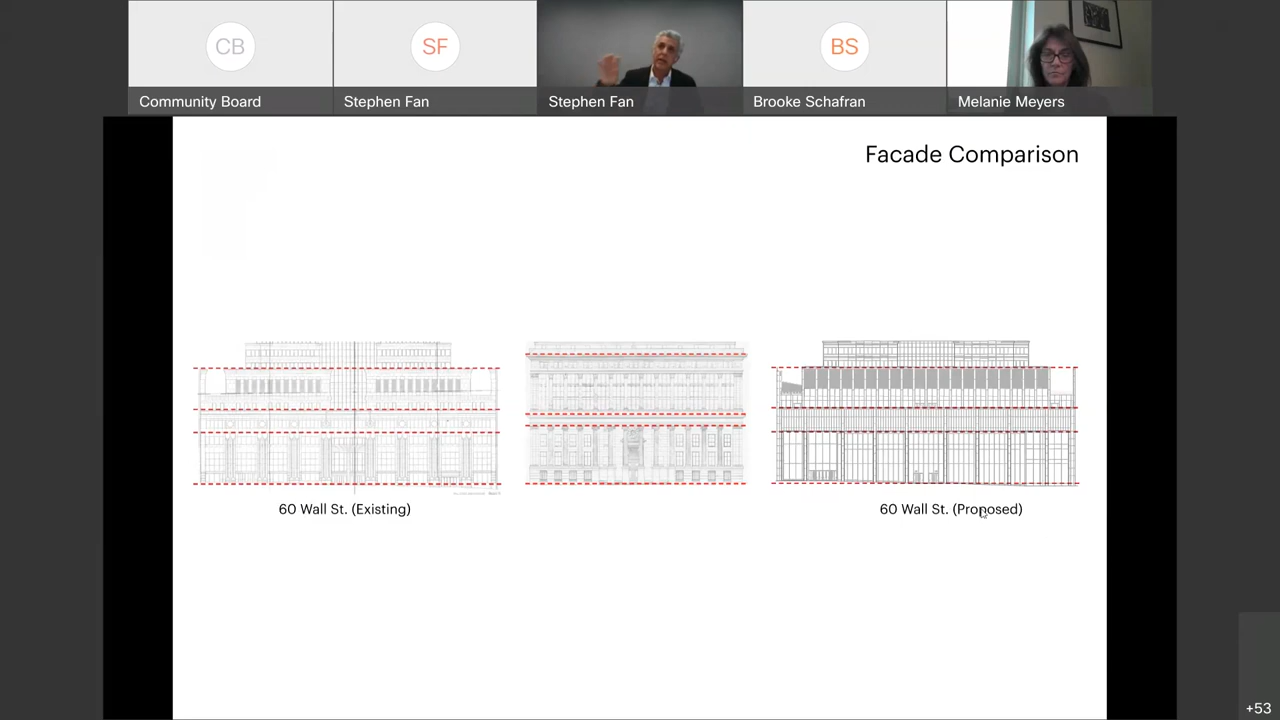 CB
SF
BS
Community Board
Stephen Fan
Stephen Fan
Brooke Schafran
Melanie Meyers
Facade Comparison
60 Wall St. (Existing)
60 Wall St. (Proposed)
+53